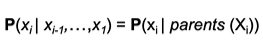 P(xᵢ | xᵢ₋₁,…,x₁) = P(xᵢ | parents (Xᵢ))